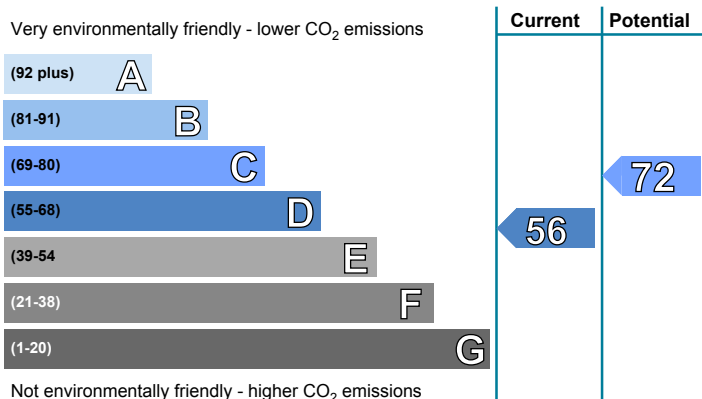 Current Potential
Very environmentally friendly - lower CO2 emissions
(92 plus) A
(81-91) B
(69-80) C
72
(55-68) D
56
(39-54 E
(21-38) F
(1-20) G
Not environmentally friendly - higher CO2 emissions